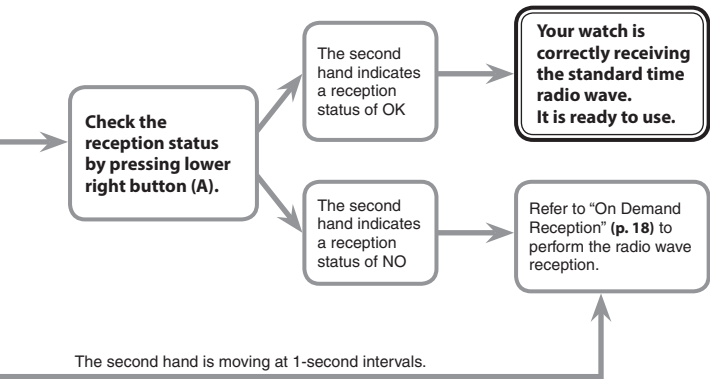 Check the
reception status
by pressing lower
right button (A).
The second
hand indicates
a reception
status of OK
Your watch is
correctly receiving
the standard time
radio wave.
It is ready to use.
The second
hand indicates
a reception
status of NO
Refer to “On Demand
Reception” (p. 18) to
perform the radio wave
reception.
The second hand is moving at 1-second intervals.